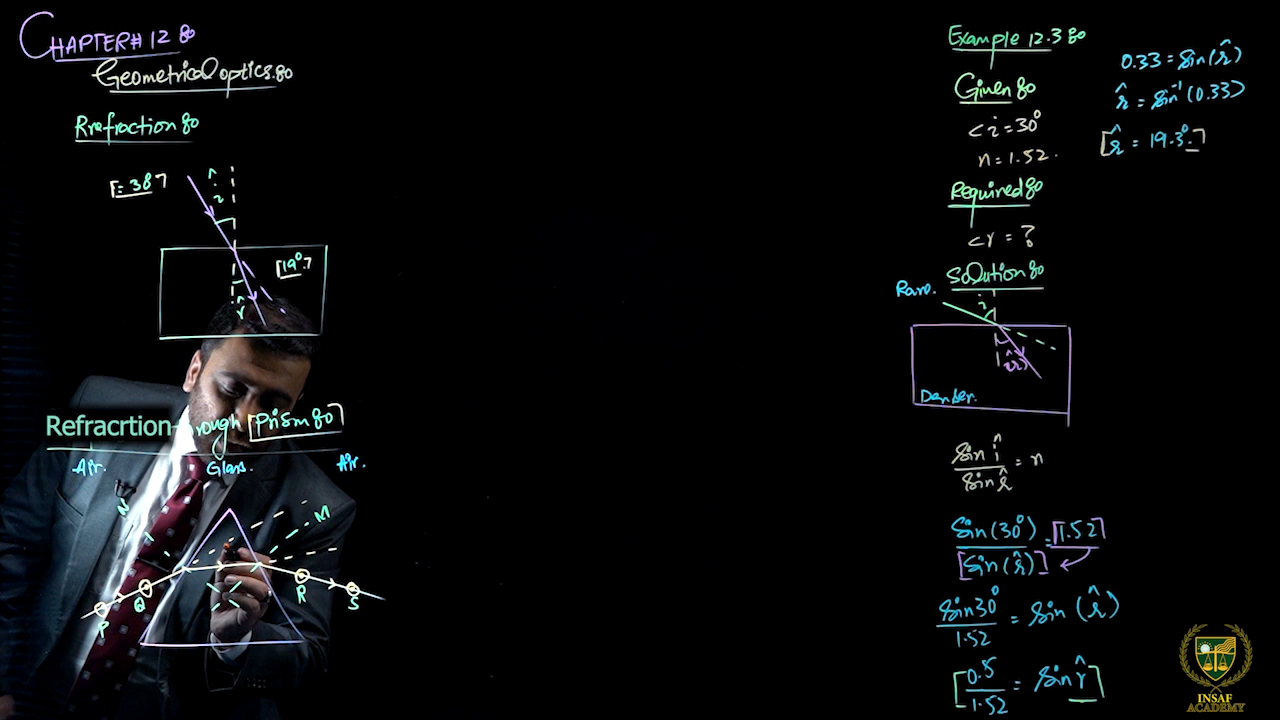 CHAPTER# 12 :
Geometrical optics :
Rrefraction :
[= 38°]
î
[19°.]
r̂
Refracrtion through [Prism :]
Air. Glass. Air.
N
M
P
Q
R
S
Example 12.3 :
Given :
<i = 30°
n = 1.52.
Required :
<r = ?
Solution :
Rare.
i
(r̂)
Denser.
sin î / sin r̂ = n
Sin(30°) / [Sin(r̂)] = [1.52]
Sin30° / 1.52 = Sin (r̂)
[0.5 / 1.52 = Sin r̂]
0.33 = Sin(r̂)
r̂ = Sin⁻¹(0.33)
[r̂ = 19.3°.]
INSAF
ACADEMY